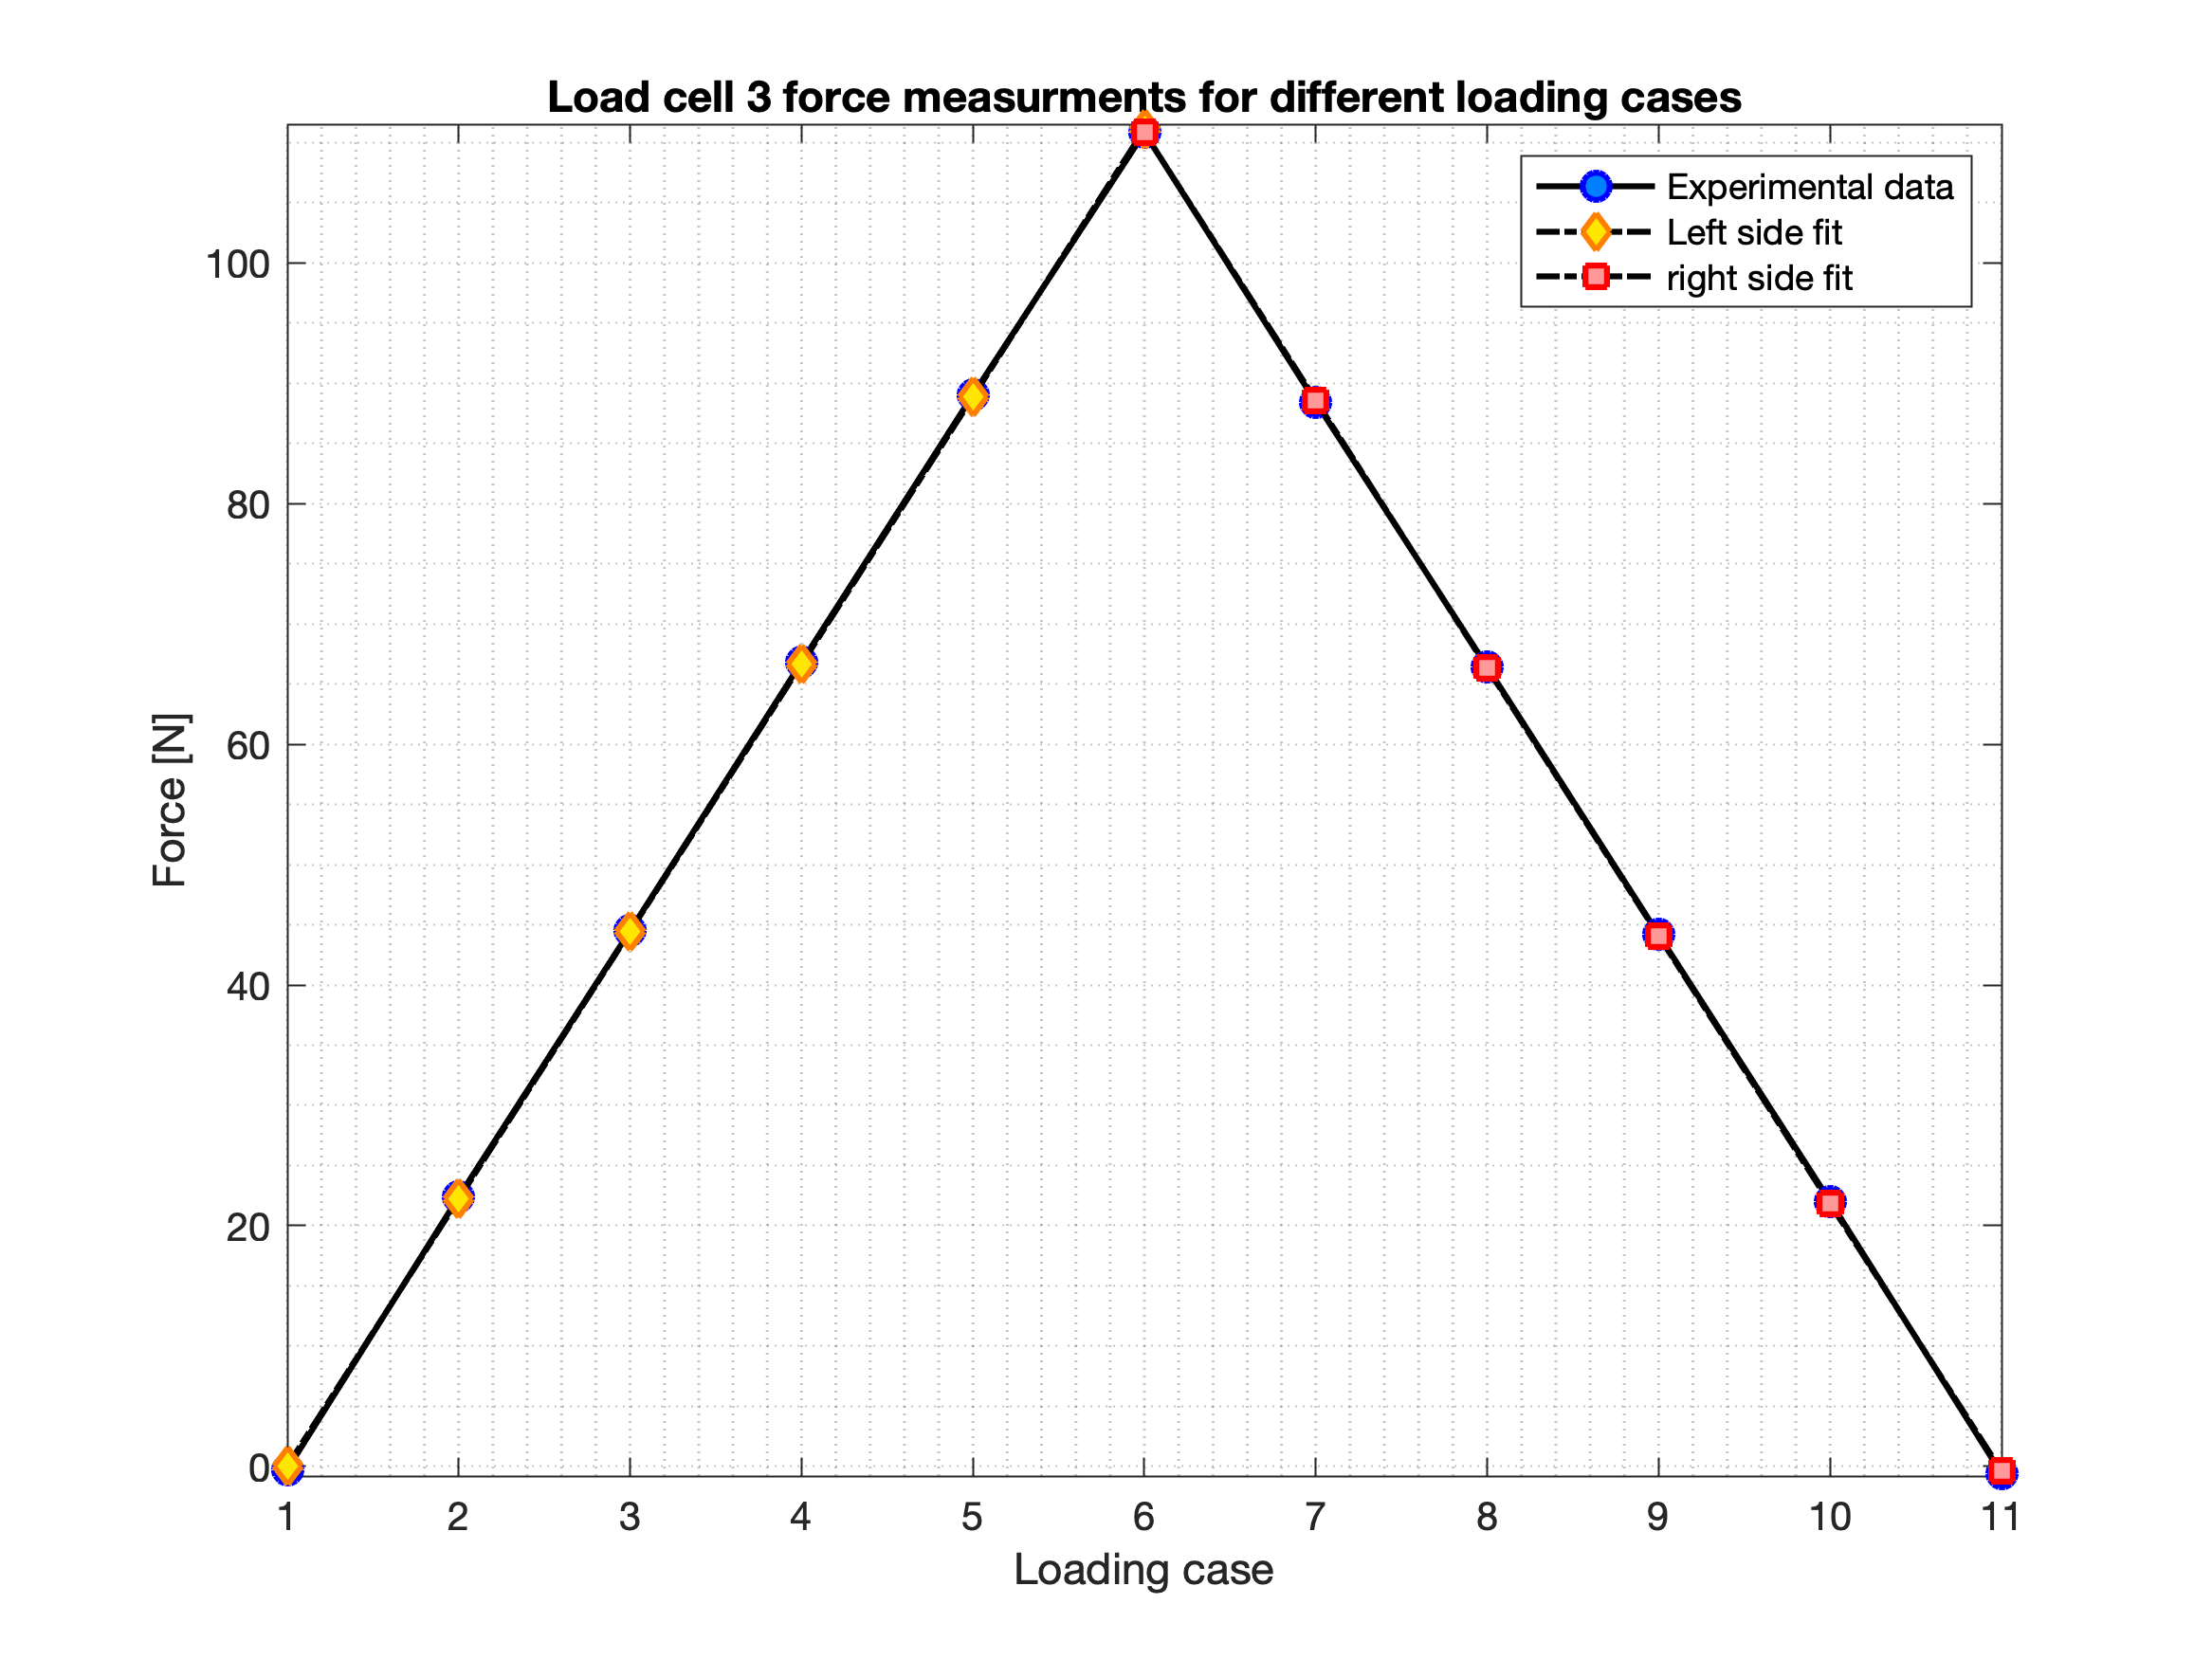 Load cell 3 force measurments for different loading cases
Experimental data
Left side fit
right side fit
100
80
60
40
20
0
Force [N]
1 2 3 4 5 6 7 8 9 10 11
Loading case